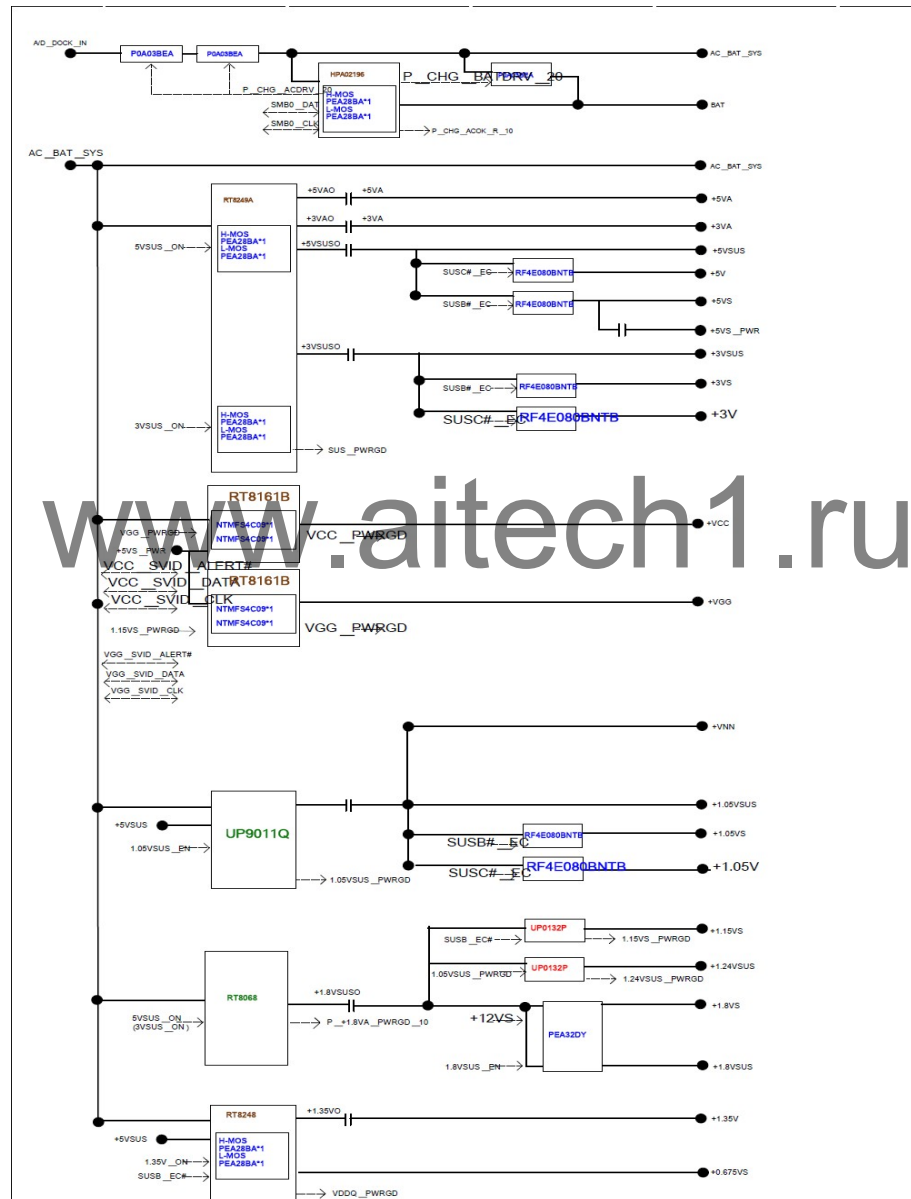 A/D_DOCK_IN
P0A03BEA
P0A03BEA
AC_BAT_SYS
HPA02196
P_CHG_BATDRV_20
P_CHG_ACDRV_20
H-MOS
PEA28BA*1
L-MOS
PEA28BA*1
SMB0_DAT
BAT
SMB0_CLK
P_CHG_ACOK_R_10
AC_BAT_SYS
AC_BAT_SYS
RT8249A
+5VAO
+5VA
+5VA
+3VAO
+3VA
+3VA
H-MOS
PEA28BA*1
L-MOS
PEA28BA*1
5VSUS_ON
+5VSUSO
+5VSUS
SUSC#_EC
RF4E080BNTB
+5V
SUSB#_EC
RF4E080BNTB
+5VS
+5VS_PWR
+3VSUSO
+3VSUS
SUSB#_EC
RF4E080BNTB
+3VS
SUSC#_EC
RF4E080BNTB
+3V
H-MOS
PEA28BA*1
L-MOS
PEA28BA*1
3VSUS_ON
SUS_PWRGD
www.aitech1.ru
RT8161B
NTMFS4C09*1
NTMFS4C09*1
VGG_PWRGD
VCC_PWRGD
+VCC
+5VS_PWR
VCC_SVID_ALERT#
VCC_SVID_DATA
VCC_SVID_CLK
RT8161B
NTMFS4C09*1
NTMFS4C09*1
+VGG
1.15VS_PWRGD
VGG_PWRGD
VGG_SVID_ALERT#
VGG_SVID_DATA
VGG_SVID_CLK
+VNN
+1.05VSUS
+5VSUS
UP9011Q
1.05VSUS_EN
SUSB#_EC
RF4E080BNTB
+1.05VS
SUSC#_EC
RF4E080BNTB
+1.05V
1.05VSUS_PWRGD
UP0132P
+1.15VS
SUSB_EC#
1.15VS_PWRGD
UP0132P
+1.24VSUS
1.05VSUS_PWRGD
1.24VSUS_PWRGD
RT8068
+1.8VSUSO
+1.8VS
5VSUS_ON
(3VSUS_ON)
P_+1.8VA_PWRGD_10
+12VS
PEA32DY
1.8VSUS_EN
+1.8VSUS
RT8248
+1.35VO
+1.35V
+5VSUS
H-MOS
PEA28BA*1
L-MOS
PEA28BA*1
1.35V_ON
SUSB_EC#
+0.675VS
VDDQ_PWRGD